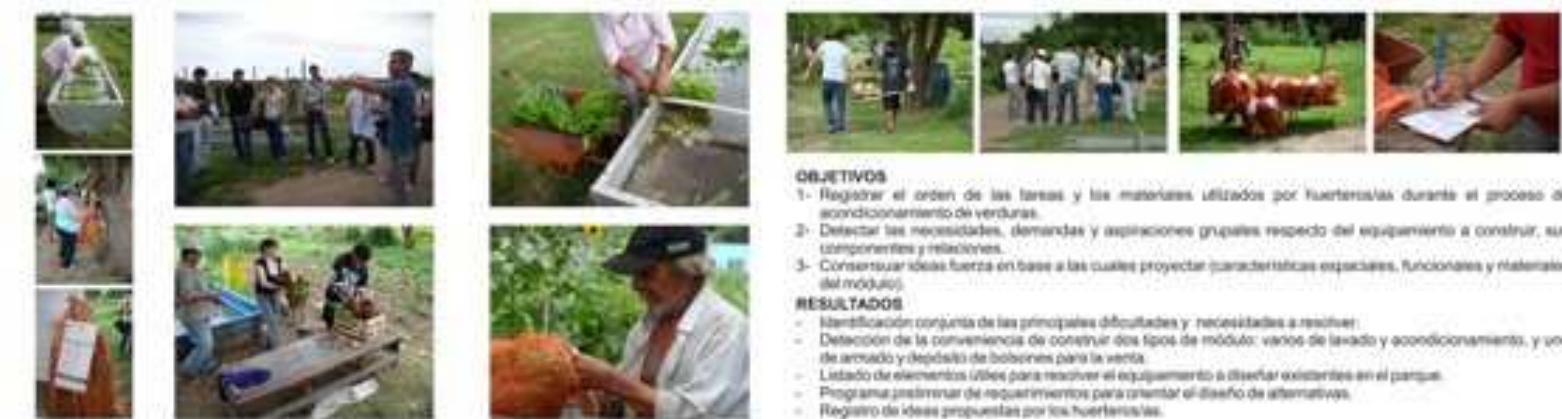 OBJETIVOS
1- Registrar el orden de las tareas y los materiales utilizados por huerteros/as durante el proceso d
acondicionamiento de verduras.
2- Detectar las necesidades, demandas y aspiraciones grupales respecto del equipamiento a construir, su
componentes y relaciones.
3- Consensuar ideas fuerza en base a las cuales proyectar (características espaciales, funcionales y materiale
del módulo).
RESULTADOS
- Identificación conjunta de las principales dificultades y necesidades a resolver.
- Detección de la conveniencia de construir dos tipos de módulo: varios de lavado y acondicionamiento, y uno
de armado y depósito de bolsones para la venta.
- Listado de elementos útiles para resolver el equipamiento a diseñar existentes en el parque.
- Programa preliminar de requerimientos para orientar el diseño de alternativas.
- Registro de ideas propuestas por los huerteros/as.